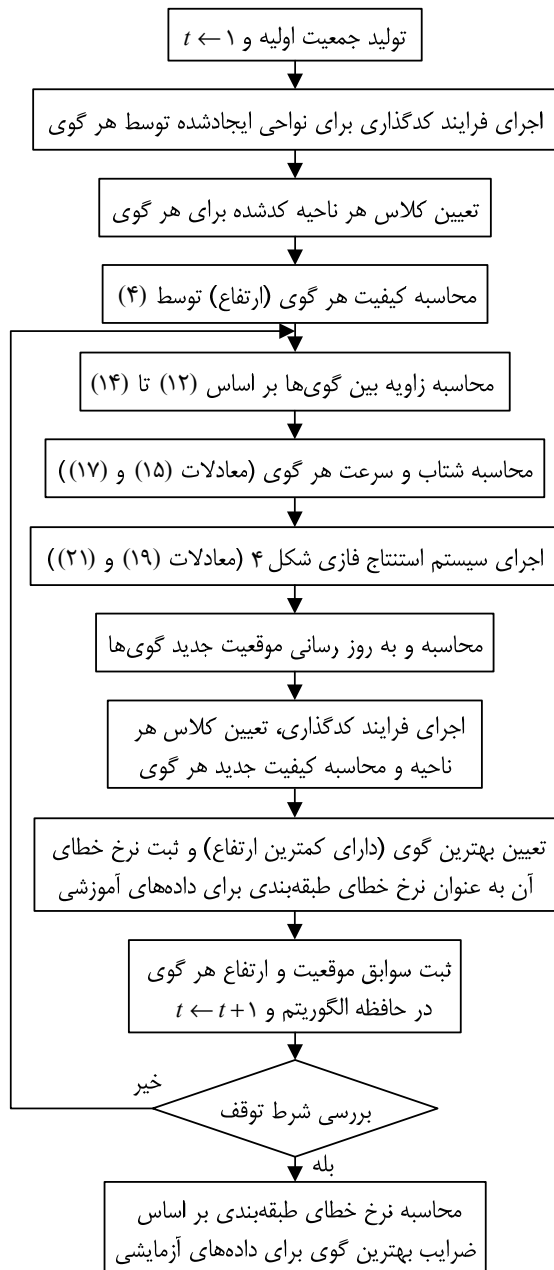 تولید جمعیت اولیه و t ← ۱
اجرای فرایند کدگذاری برای نواحی ایجادشده توسط هر گوی
تعیین کلاس هر ناحیه کدشده برای هر گوی
محاسبه کیفیت هر گوی (ارتفاع) توسط (۴)
محاسبه زاویه بین گوی‌ها بر اساس (۱۲) تا (۱۴)
محاسبه شتاب و سرعت هر گوی (معادلات (۱۵) و (۱۷))
اجرای سیستم استنتاج فازی شکل ۴ (معادلات (۱۹) و (۲۱))
محاسبه و به روز رسانی موقعیت جدید گوی‌ها
اجرای فرایند کدگذاری، تعیین کلاس هر
ناحیه و محاسبه کیفیت جدید هر گوی
تعیین بهترین گوی (دارای کمترین ارتفاع) و ثبت نرخ خطای
آن به عنوان نرخ خطای طبقه‌بندی برای داده‌های آموزشی
ثبت سوابق موقعیت و ارتفاع هر گوی
در حافظه الگوریتم و t ← t + ۱
خیر
بررسی شرط توقف
بله
محاسبه نرخ خطای طبقه‌بندی بر اساس
ضرایب بهترین گوی برای داده‌های آزمایشی